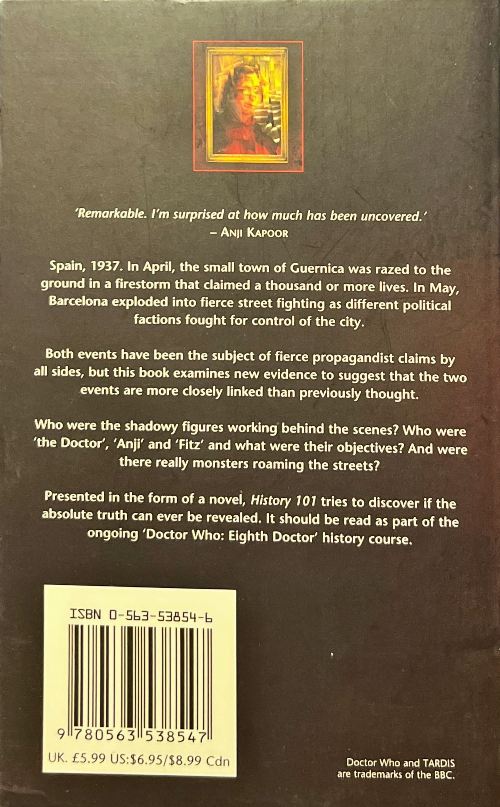 'Remarkable. I'm surprised at how much has been uncovered.'
– ANJI KAPOOR
Spain, 1937. In April, the small town of Guernica was razed to the
ground in a firestorm that claimed a thousand or more lives. In May,
Barcelona exploded into fierce street fighting as different political
factions fought for control of the city.
Both events have been the subject of fierce propagandist claims by
all sides, but this book examines new evidence to suggest that the two
events are more closely linked than previously thought.
Who were the shadowy figures working behind the scenes? Who were
'the Doctor', 'Anji' and 'Fitz' and what were their objectives? And were
there really monsters roaming the streets?
Presented in the form of a novel, History 101 tries to discover if the
absolute truth can ever be revealed. It should be read as part of the
ongoing 'Doctor Who: Eighth Doctor' history course.
ISBN 0-563-53854-6
9 780563 538547
UK. £5.99 US:$6.95/$8.99 Cdn
Doctor Who and TARDIS
are trademarks of the BBC.